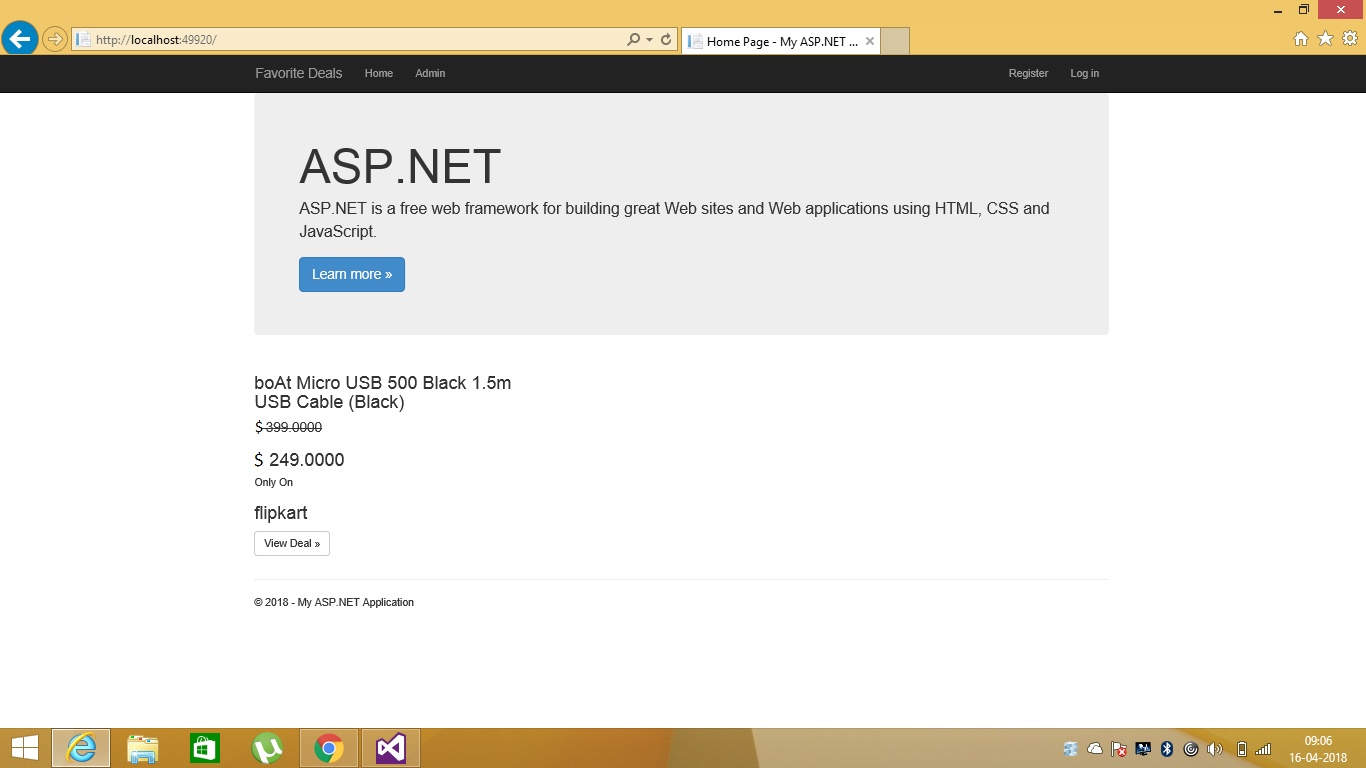 http://localhost:49920/
Home Page - My ASP.NET ...
Favorite Deals
Home
Admin
Register
Log in
ASP.NET
ASP.NET is a free web framework for building great Web sites and Web applications using HTML, CSS and
JavaScript.
Learn more »
boAt Micro USB 500 Black 1.5m
USB Cable (Black)
$ 399.0000
$ 249.0000
Only On
flipkart
View Deal »
© 2018 - My ASP.NET Application
09:06
16-04-2018